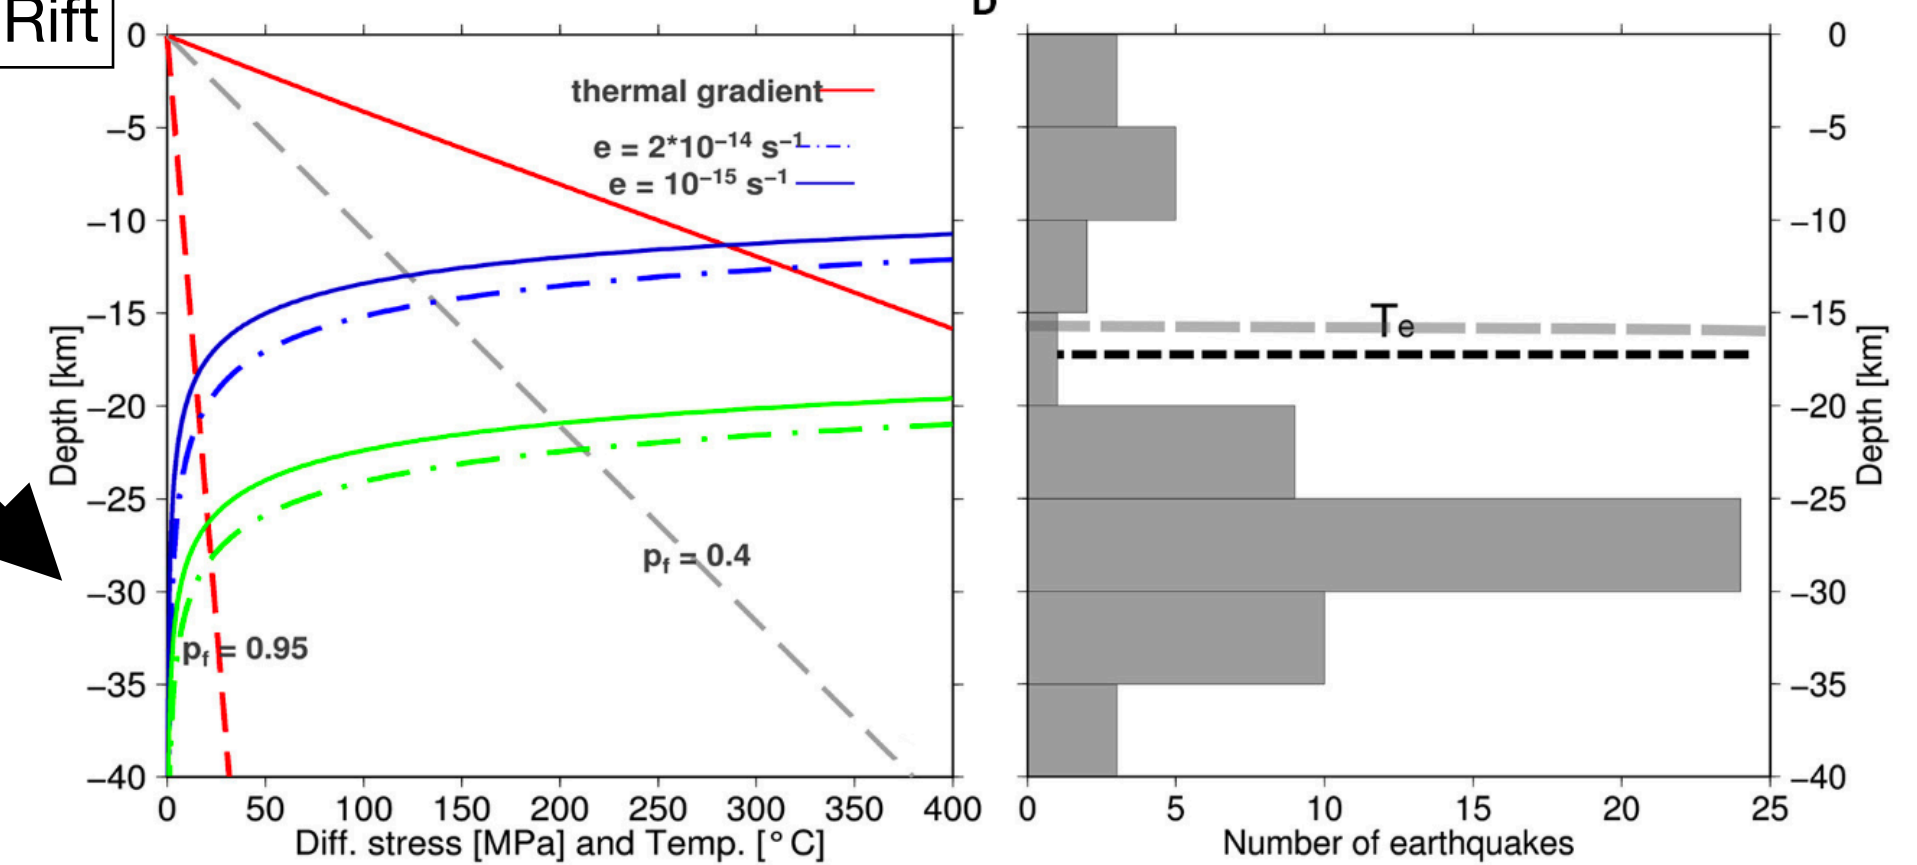 Rift
D
thermal gradient
e = 2*10⁻¹⁴ s⁻¹
e = 10⁻¹⁵ s⁻¹
pf = 0.4
pf = 0.95
0
−5
−10
−15
−20
−25
−30
−35
−40
Depth [km]
0 50 100 150 200 250 300 350 400
Diff. stress [MPa] and Temp. [°C]
Te
0
−5
−10
−15
−20
−25
−30
−35
−40
Depth [km]
0 5 10 15 20 25
Number of earthquakes